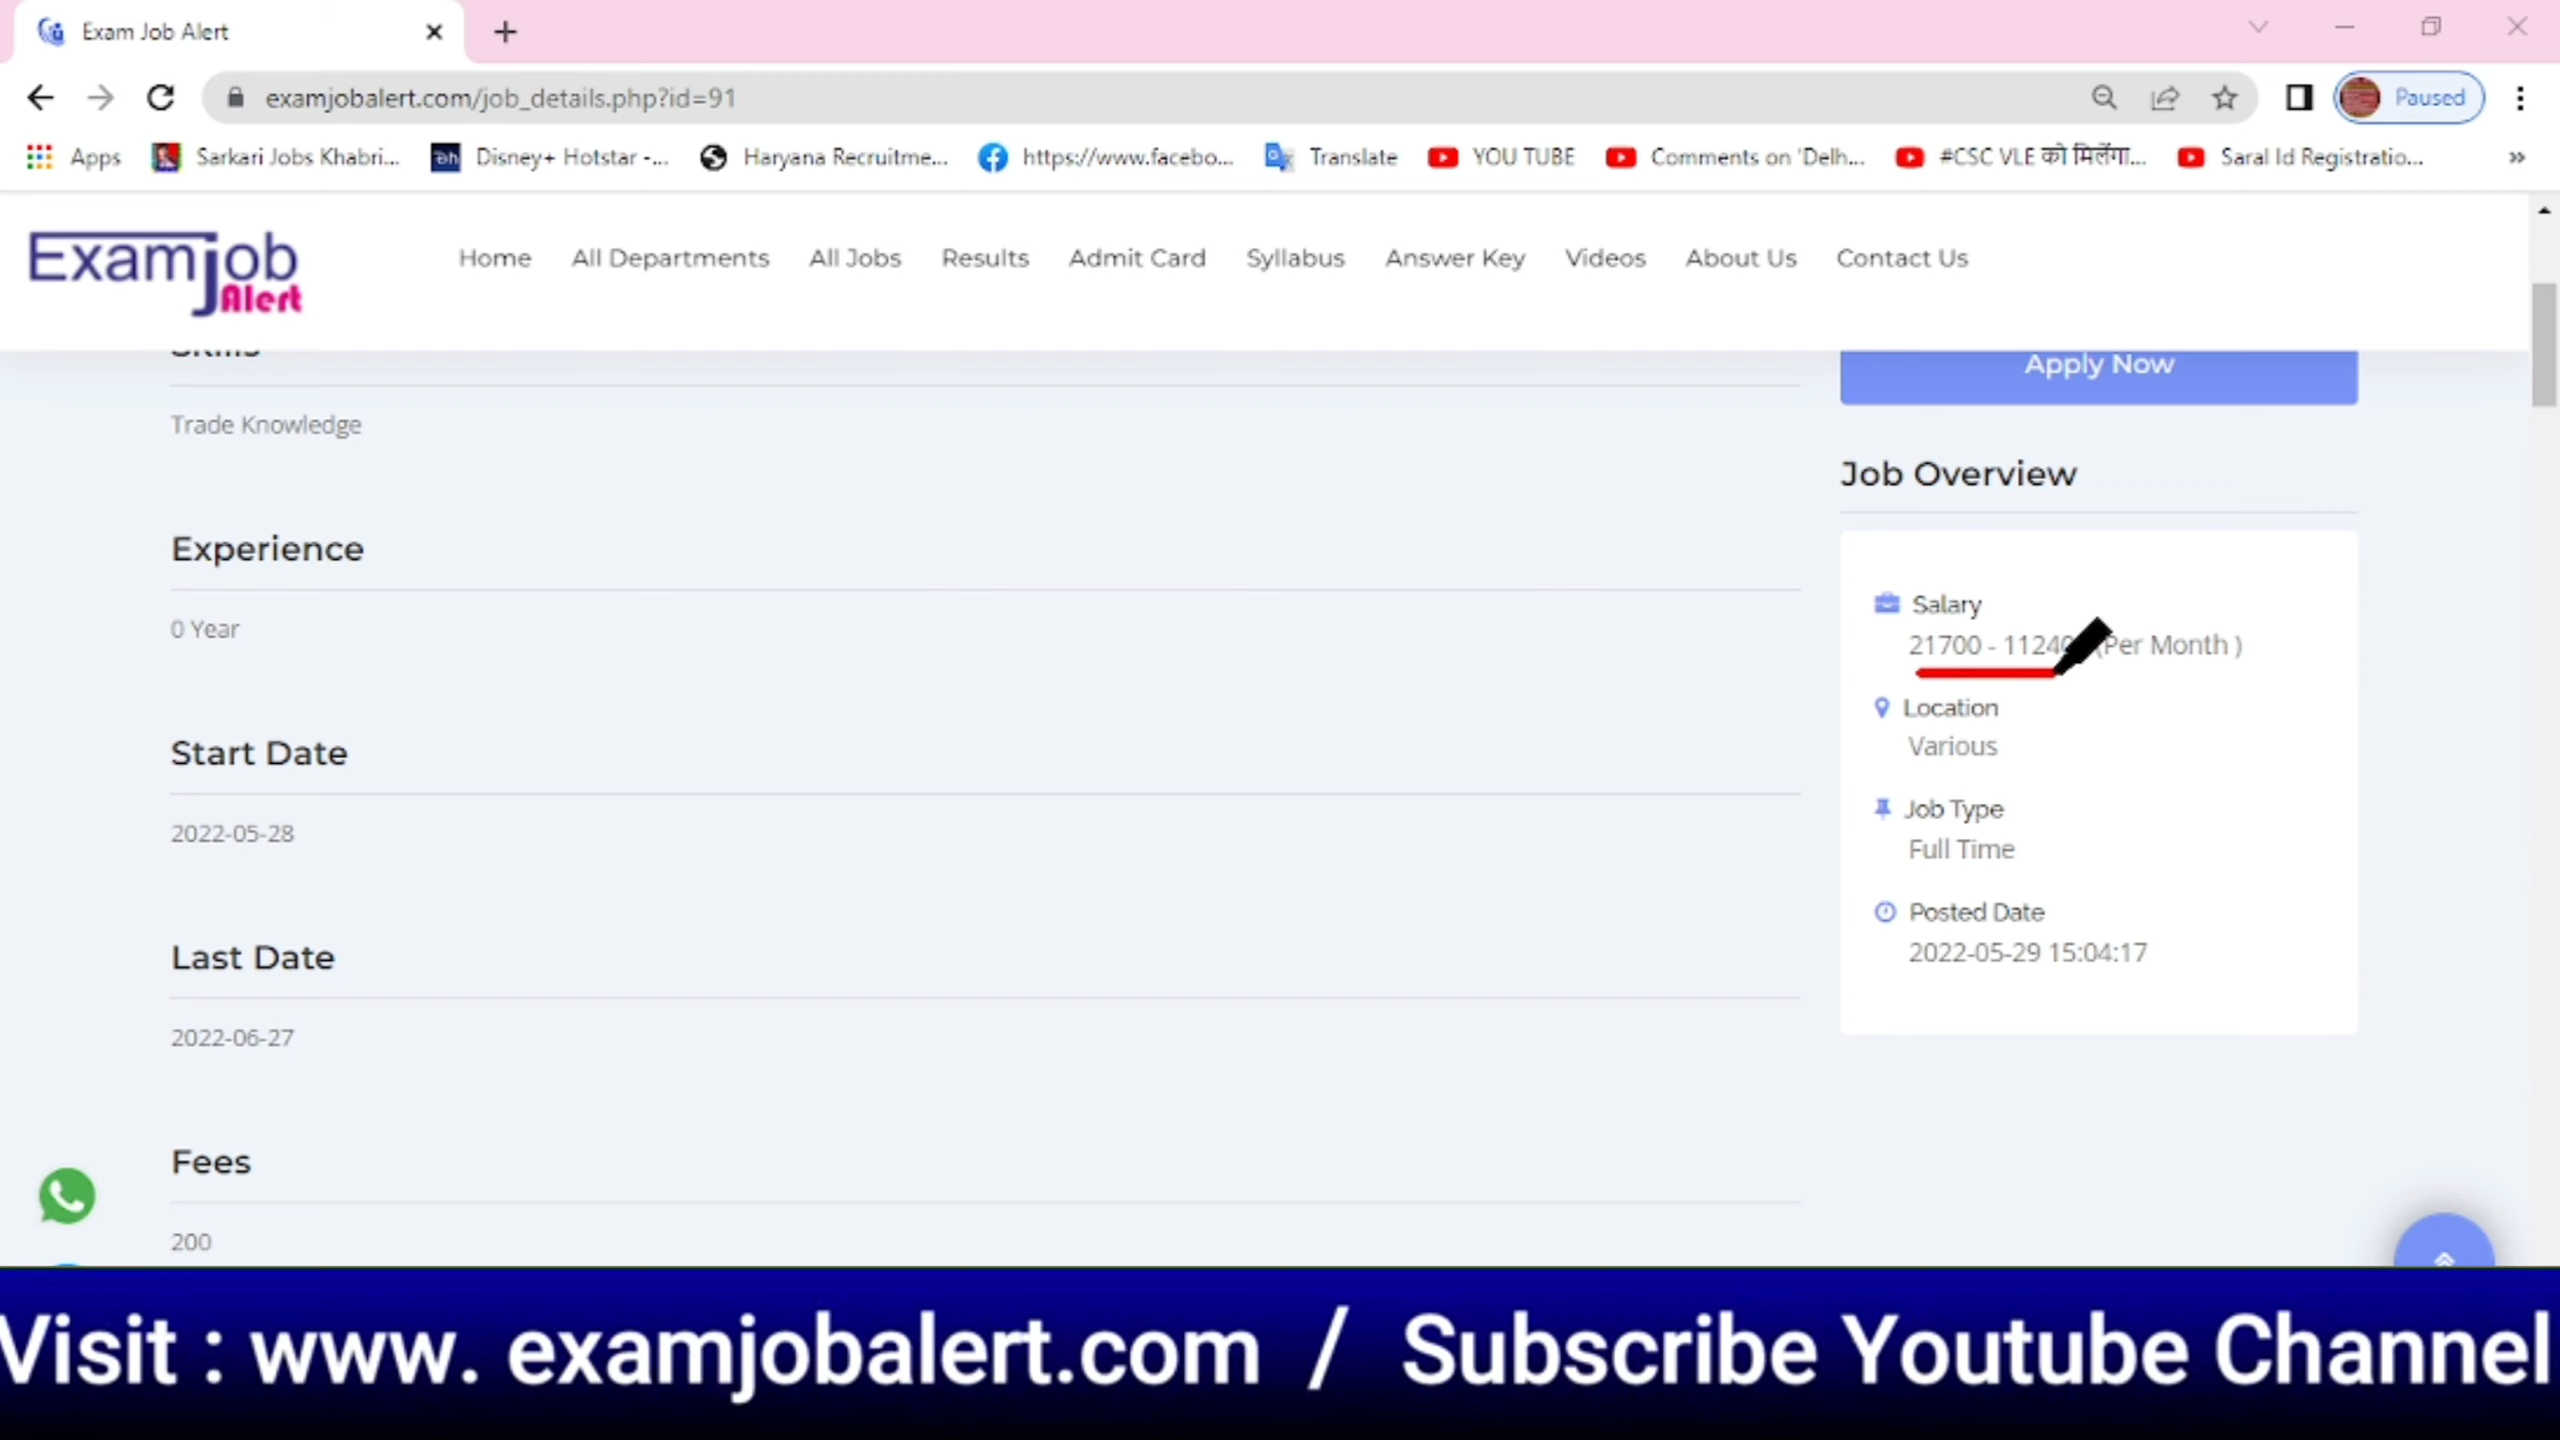 Exam Job Alert
examjobalert.com/job_details.php?id=91
Paused
Apps
Sarkari Jobs Khabri...
Disney+ Hotstar -...
Haryana Recruitme...
https://www.facebo...
Translate
YOU TUBE
Comments on 'Delh...
#CSC VLE को मिलेंगा...
Saral Id Registratio...
Examjob
Alert
Home
All Departments
All Jobs
Results
Admit Card
Syllabus
Answer Key
Videos
About Us
Contact Us
Skills
Trade Knowledge
Experience
0 Year
Start Date
2022-05-28
Last Date
2022-06-27
Fees
200
Apply Now
Job Overview
Salary
21700 - (Per Month )
Location
Various
Job Type
Full Time
Posted Date
2022-05-29 15:04:17
Visit : www. examjobalert.com / Subscribe Youtube Channel